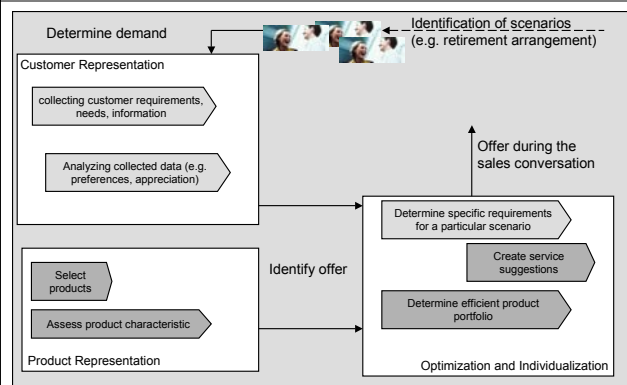 Determine demand
Identification of scenarios
(e.g. retirement arrangement)
Customer Representation
collecting customer requirements,
needs, information
Analyzing collected data (e.g.
preferences, appreciation)
Offer during the
sales conversation
Determine specific requirements
for a particular scenario
Create service
suggestions
Determine efficient product
portfolio
Optimization and Individualization
Identify offer
Select
products
Assess product characteristic
Product Representation